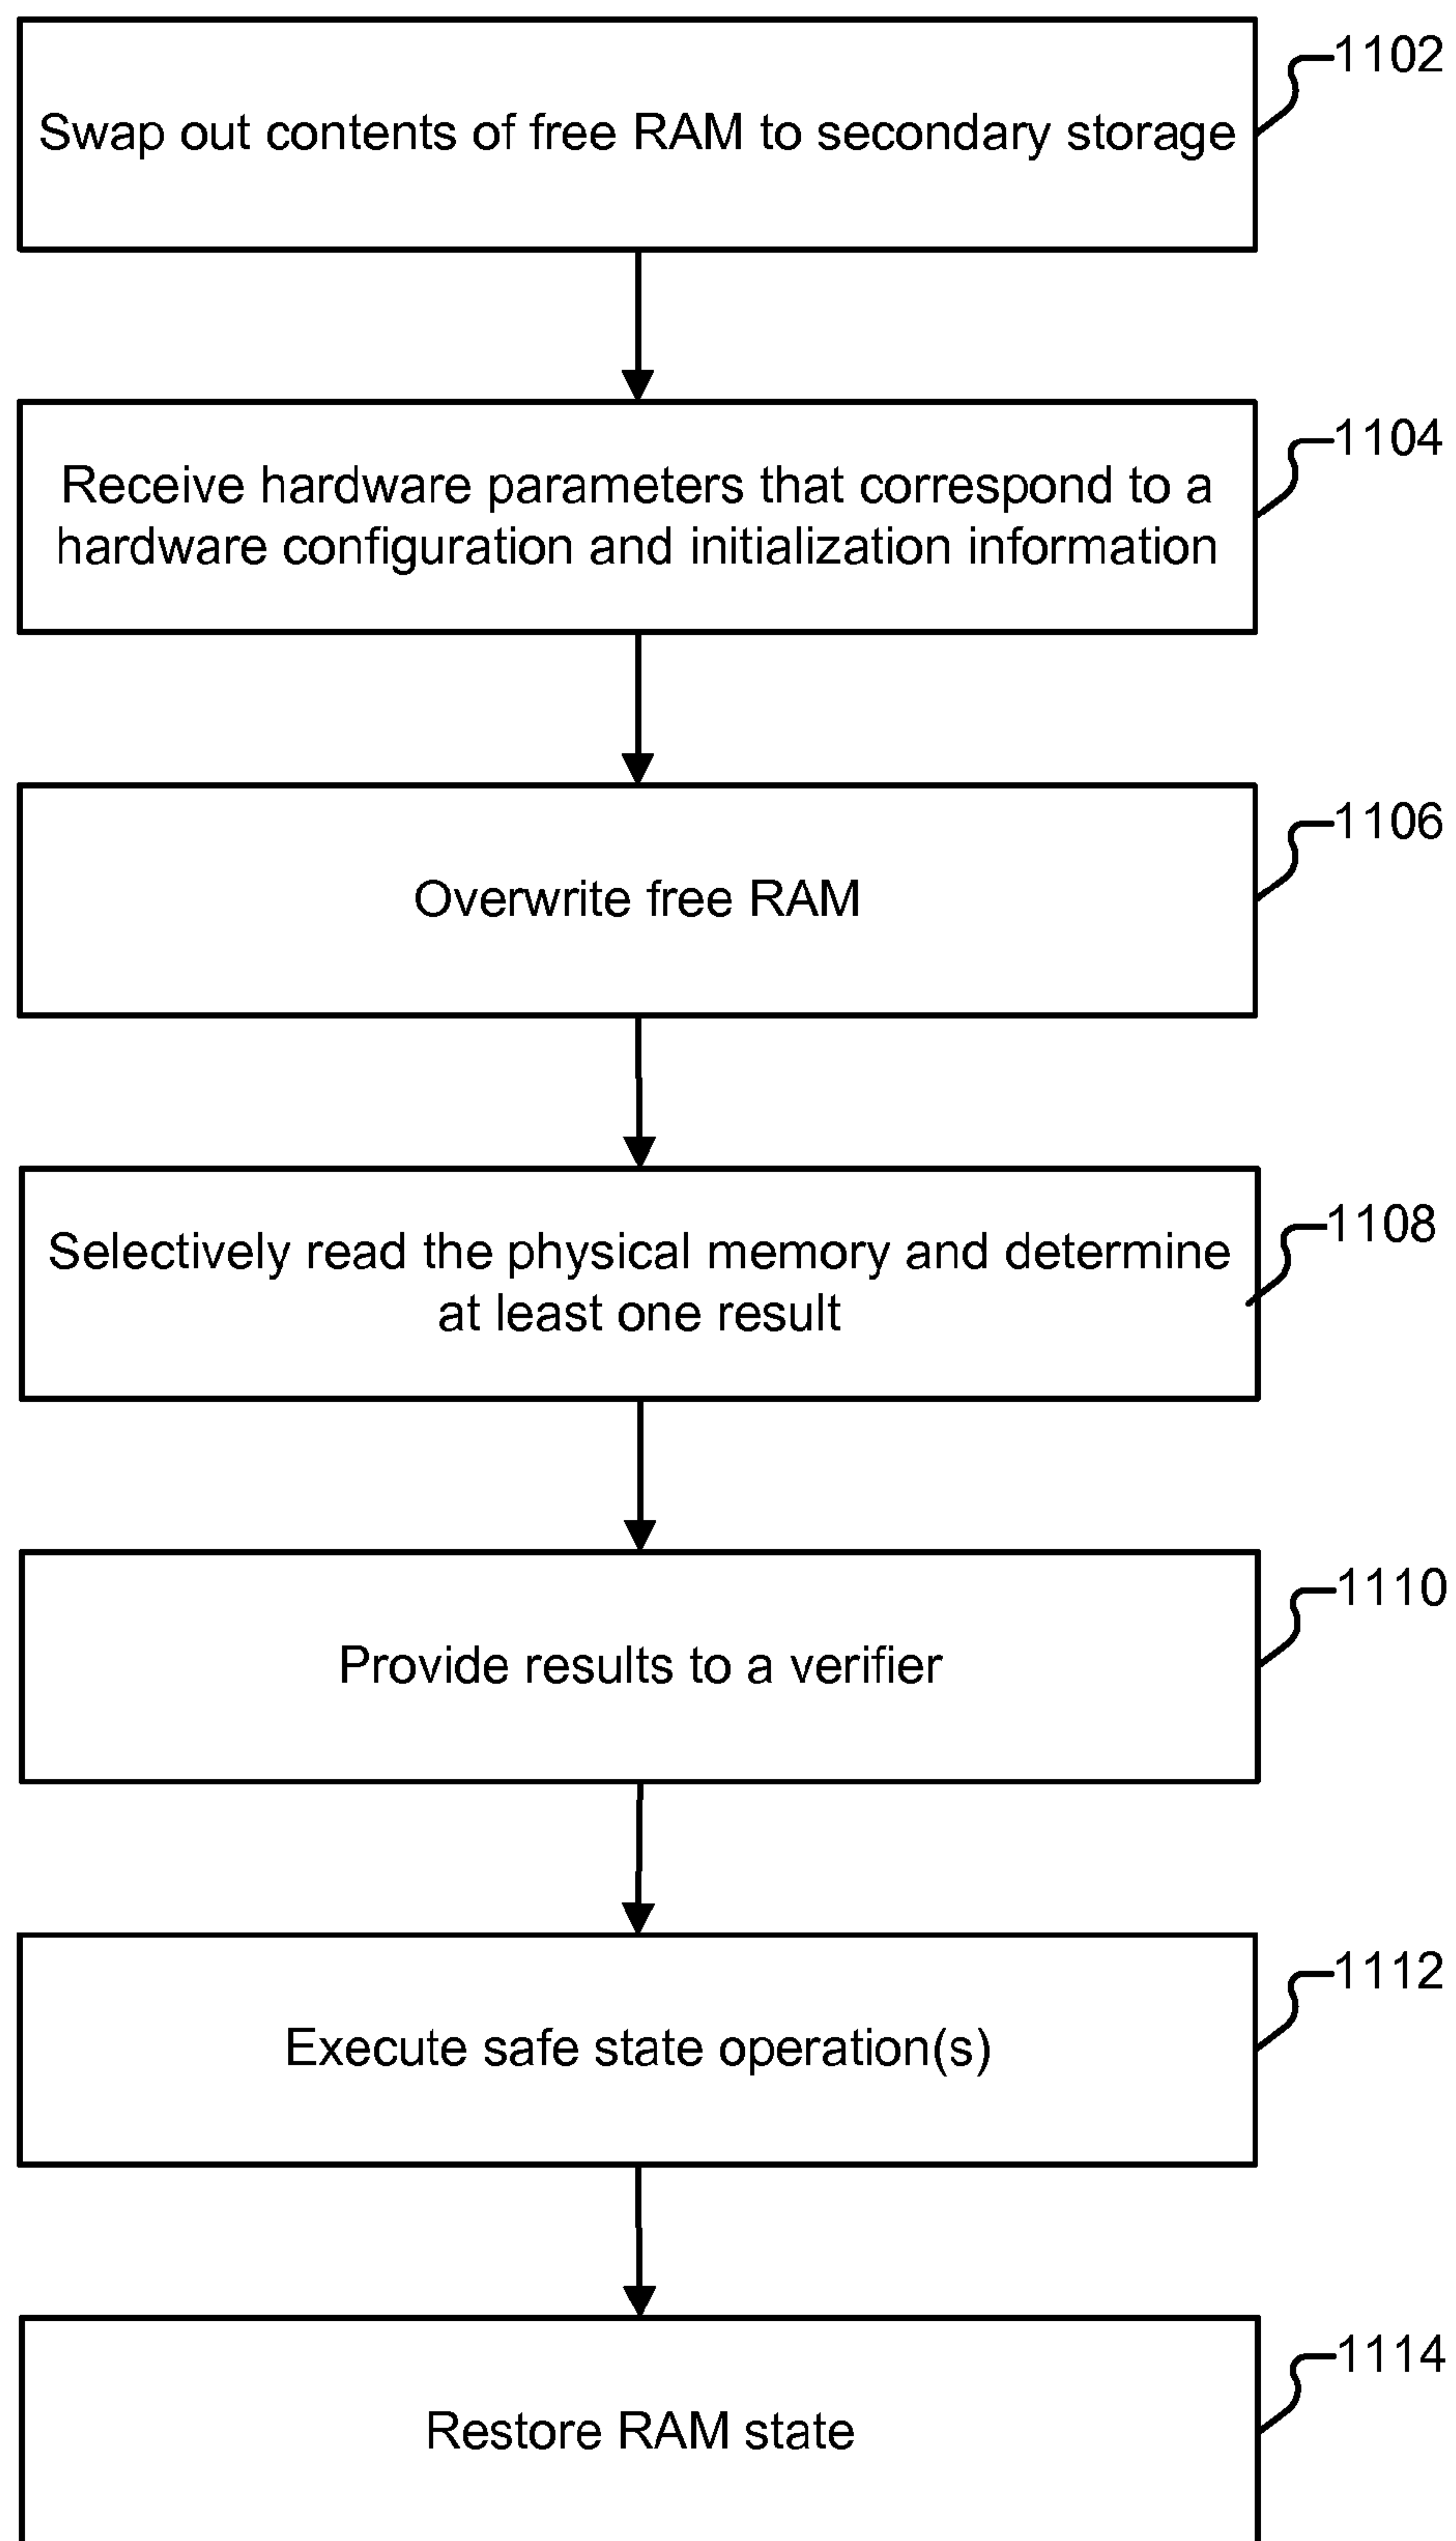 1102
Swap out contents of free RAM to secondary storage
1104
Receive hardware parameters that correspond to a
hardware configuration and initialization information
1106
Overwrite free RAM
1108
Selectively read the physical memory and determine
at least one result
1110
Provide results to a verifier
1112
Execute safe state operation(s)
1114
Restore RAM state